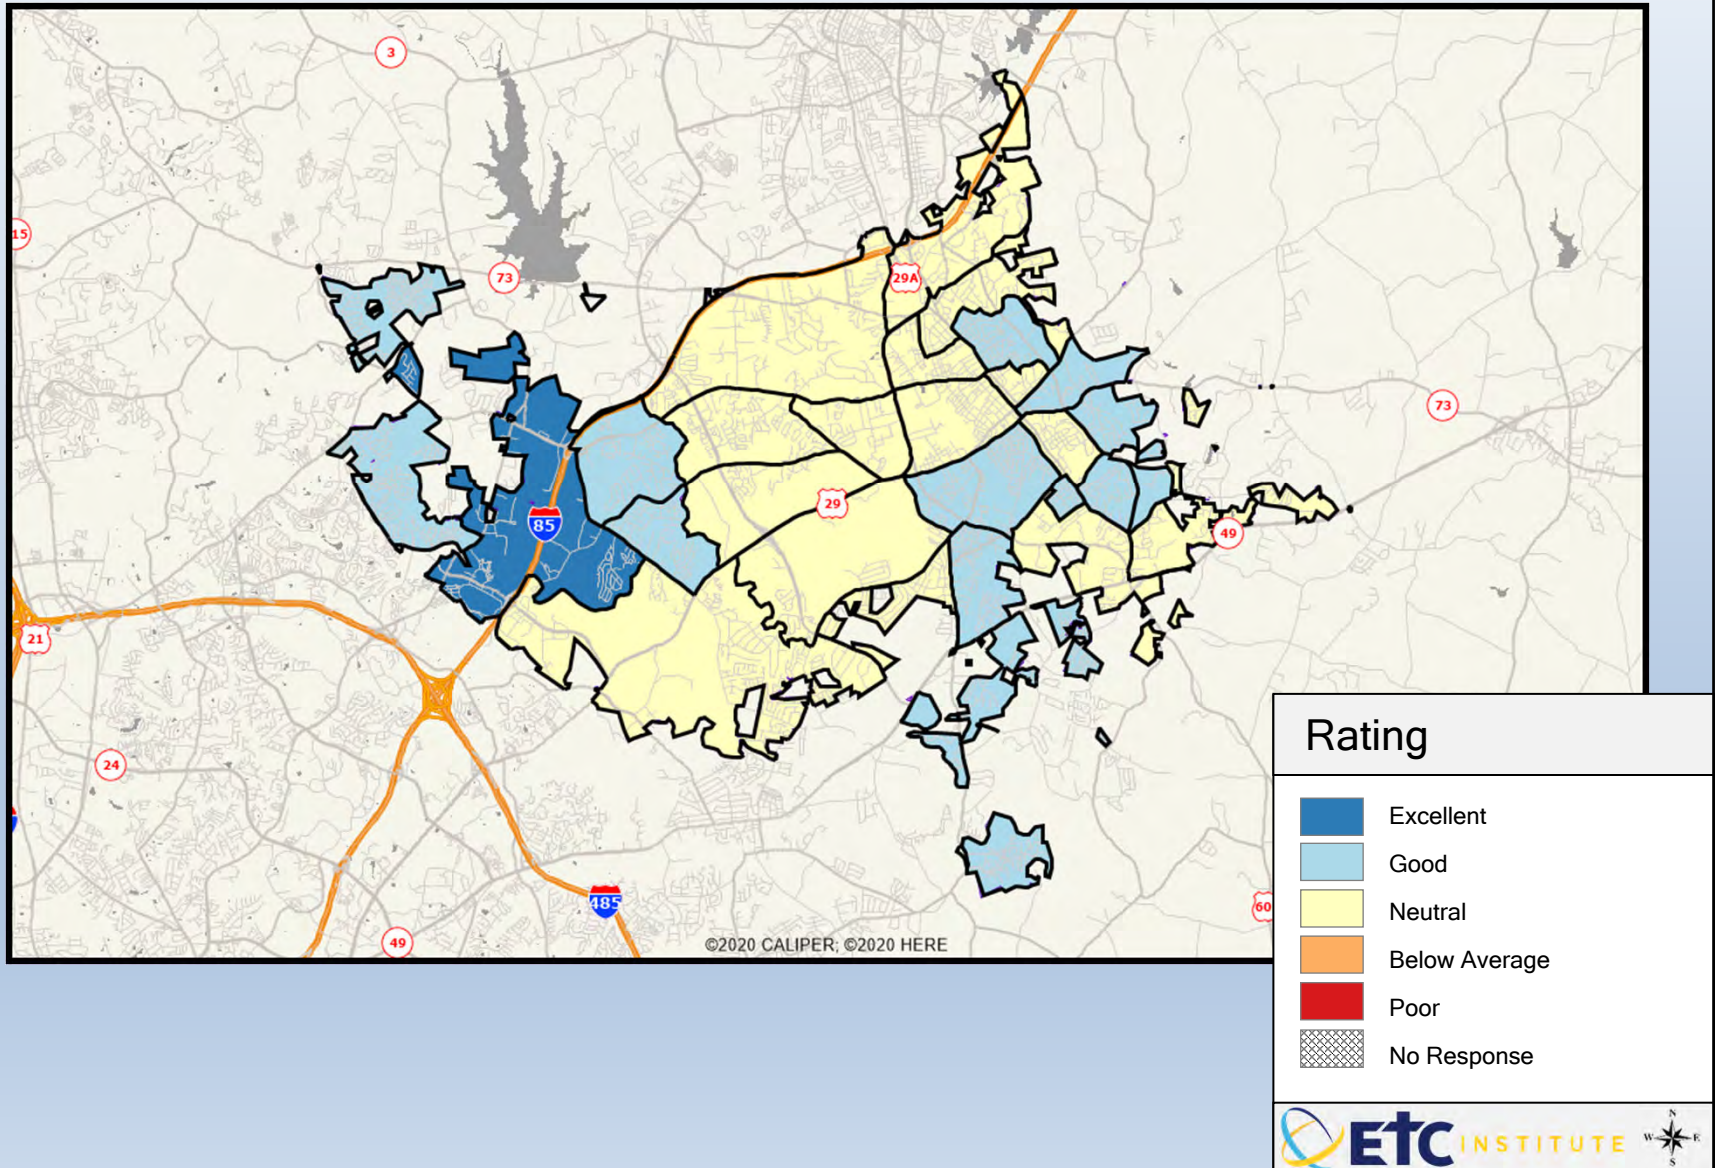 3
15
73
29A
73
29
85
49
21
24
485
60
49
©2020 CALIPER; ©2020 HERE
Rating
Excellent
Good
Neutral
Below Average
Poor
No Response
ETC INSTITUTE
N
W E
S